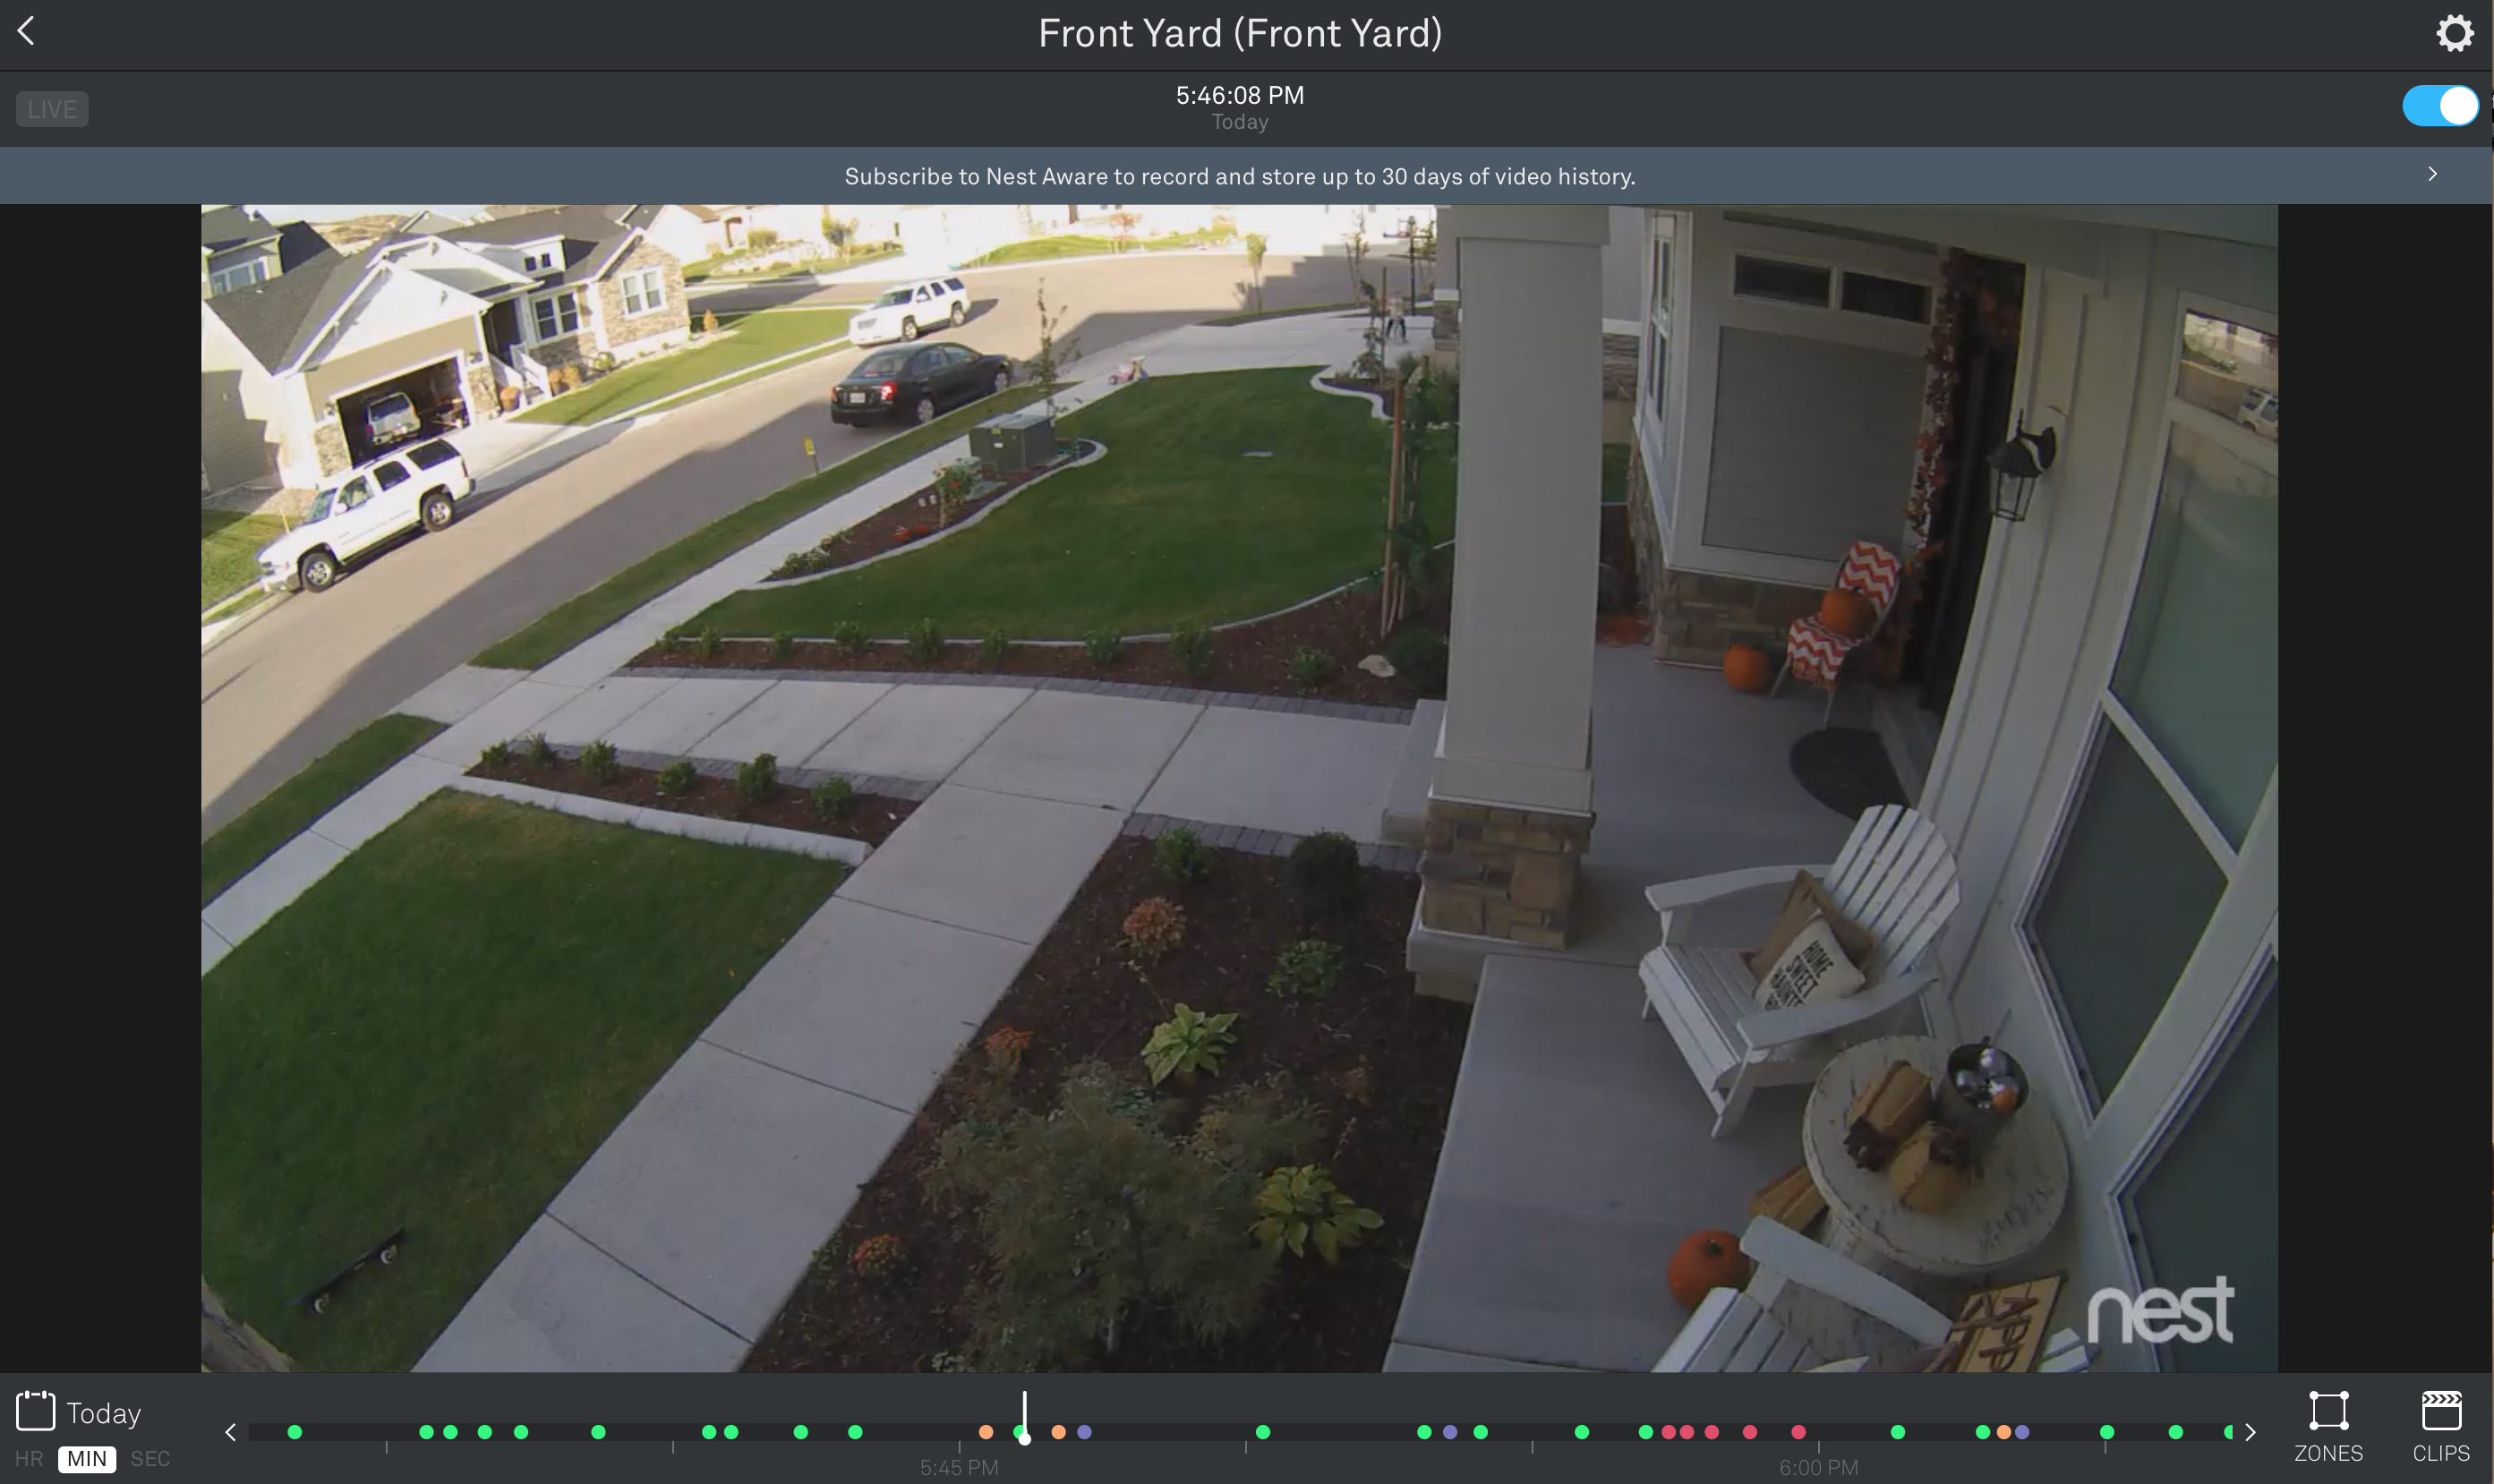 Front Yard (Front Yard)
LIVE
5:46:08 PM
Today
Subscribe to Nest Aware to record and store up to 30 days of video history.
HOME
SWEET
nest
Today
HR MIN SEC
5:45 PM
6:00 PM
ZONES
CLIPS